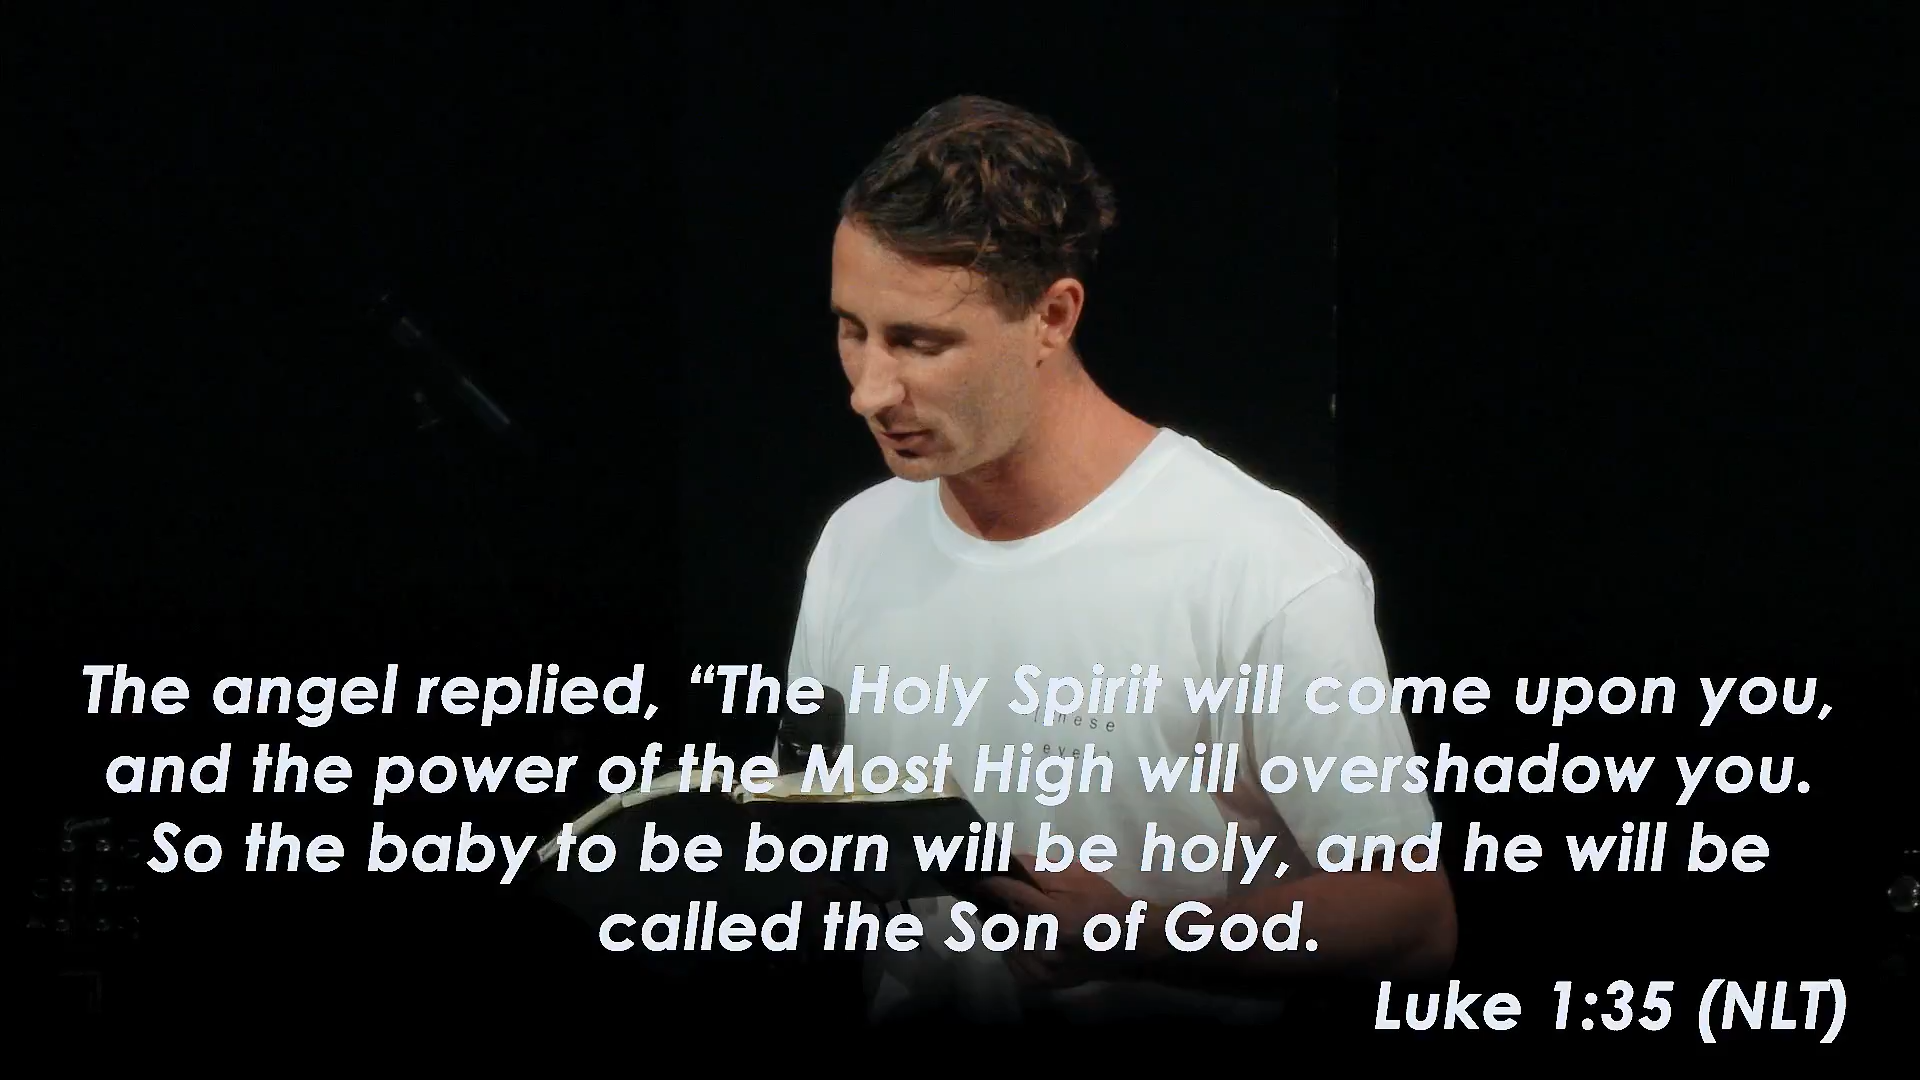 The angel replied, “The Holy Spirit will come upon you,
and the power of the Most High will overshadow you.
So the baby to be born will be holy, and he will be
called the Son of God.
Luke 1:35 (NLT)